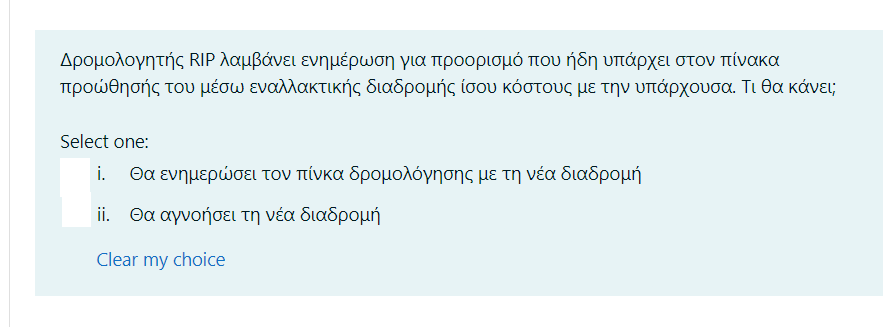 Δρομολογητής RIP λαμβάνει ενημέρωση για προορισμό που ήδη υπάρχει στον πίνακα
προώθησής του μέσω εναλλακτικής διαδρομής ίσου κόστους με την υπάρχουσα. Τι θα κάνει;
Select one:
i. Θα ενημερώσει τον πίνκα δρομολόγησης με τη νέα διαδρομή
ii. Θα αγνοήσει τη νέα διαδρομή
Clear my choice